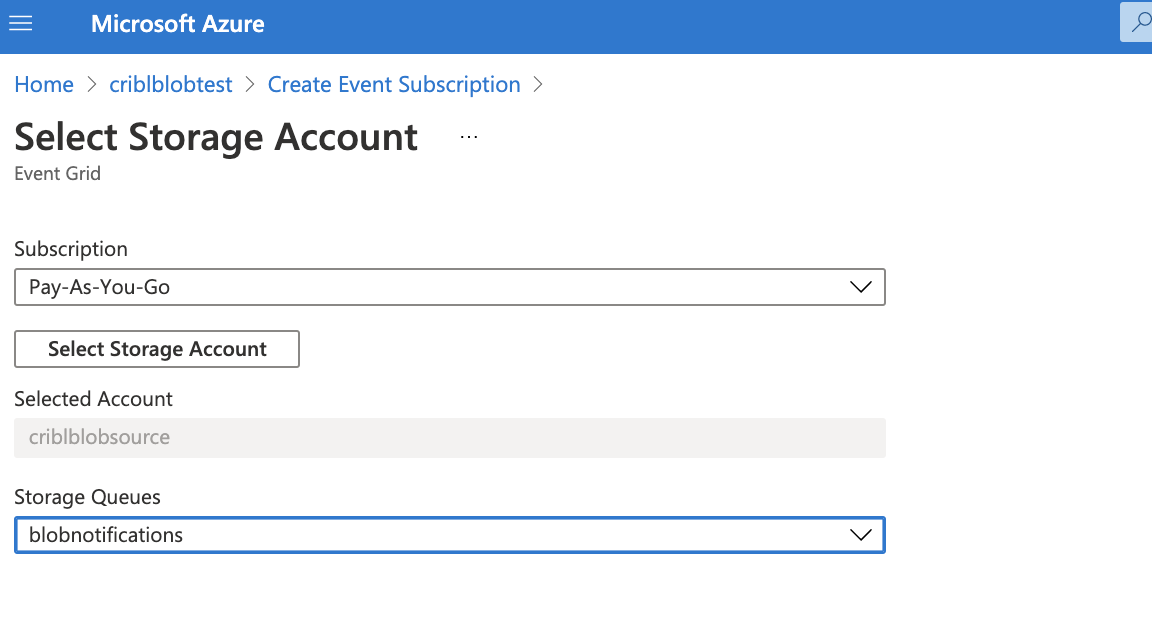 Microsoft Azure
Home > criblblobtest > Create Event Subscription >
Select Storage Account ...
Event Grid
Subscription
Pay-As-You-Go
Select Storage Account
Selected Account
criblblobsource
Storage Queues
blobnotifications